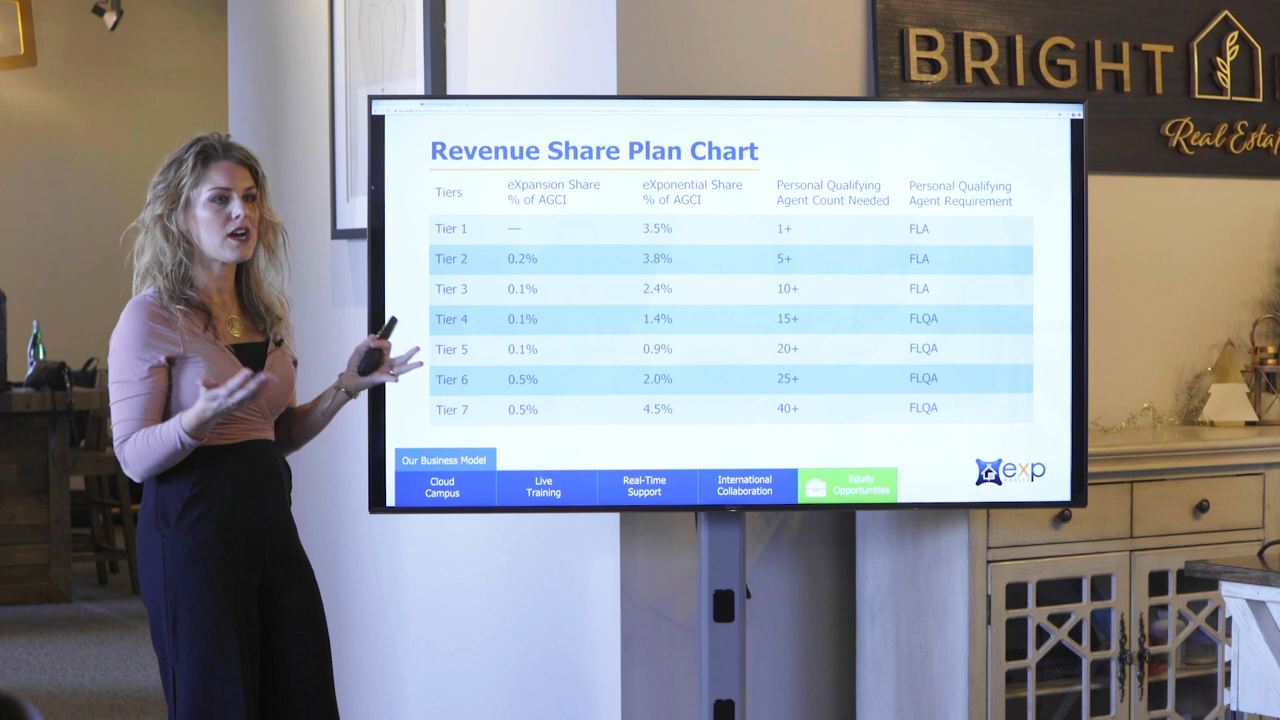 BRIGHT
Real Esta
Revenue Share Plan Chart
Tiers eXpansion Share % of AGCI eXponential Share % of AGCI Personal Qualifying Agent Count Needed Personal Qualifying Agent Requirement
Tier 1 — 3.5% 1+ FLA
Tier 2 0.2% 3.8% 5+ FLA
Tier 3 0.1% 2.4% 10+ FLA
Tier 4 0.1% 1.4% 15+ FLQA
Tier 5 0.1% 0.9% 20+ FLQA
Tier 6 0.5% 2.0% 25+ FLQA
Tier 7 0.5% 4.5% 40+ FLQA
Our Business Model
Cloud Campus
Live Training
Real-Time Support
International Collaboration
Equity Opportunities
exp
REALTY